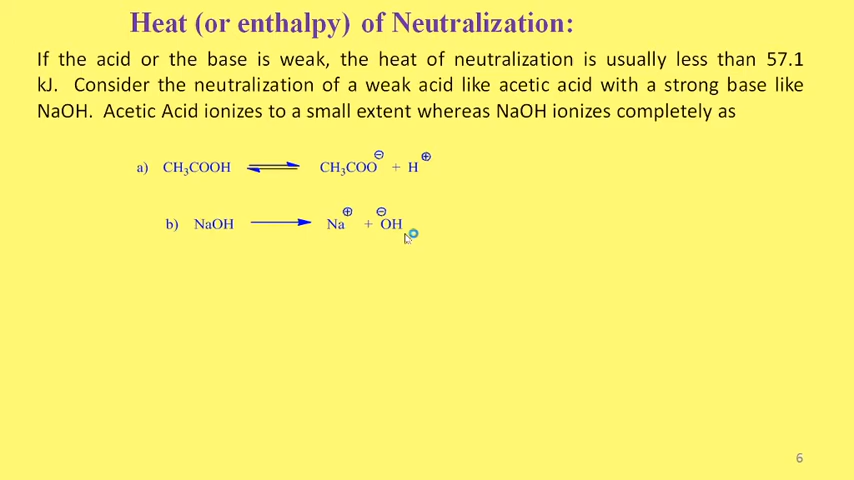 Heat (or enthalpy) of Neutralization:
If the acid or the base is weak, the heat of neutralization is usually less than 57.1
kJ. Consider the neutralization of a weak acid like acetic acid with a strong base like
NaOH. Acetic Acid ionizes to a small extent whereas NaOH ionizes completely as
a) CH₃COOH ⇌ CH₃COO⊖ + H⊕
b) NaOH ⟶ Na⊕ + ⊖OH
6